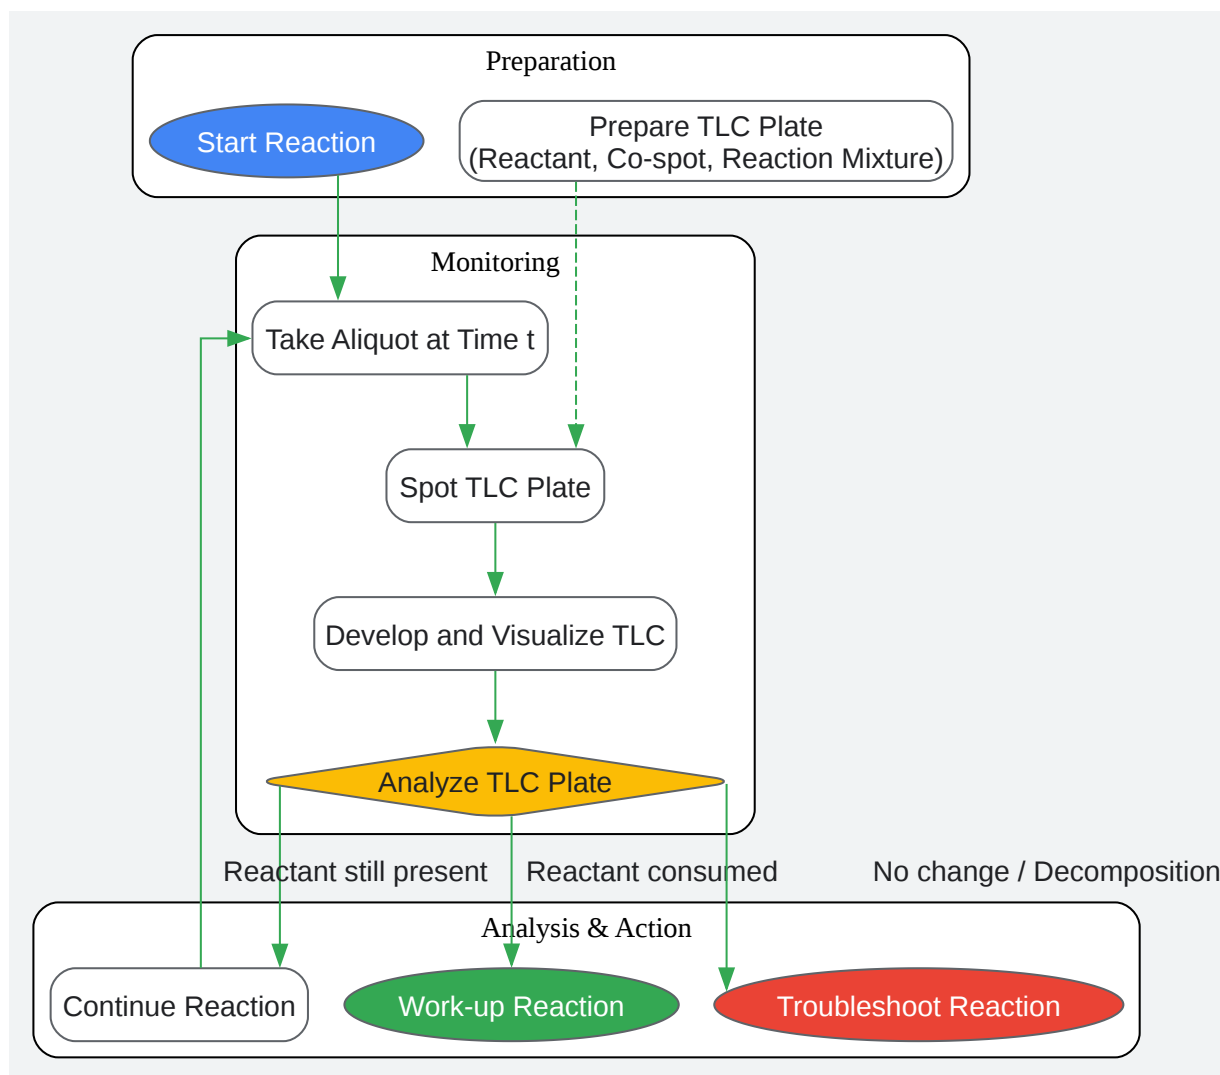 Preparation
Start Reaction
Prepare TLC Plate
(Reactant, Co-spot, Reaction Mixture)
Monitoring
Take Aliquot at Time t
Spot TLC Plate
Develop and Visualize TLC
Analyze TLC Plate
Reactant still present
Reactant consumed
No change / Decomposition
Analysis & Action
Continue Reaction
Work-up Reaction
Troubleshoot Reaction